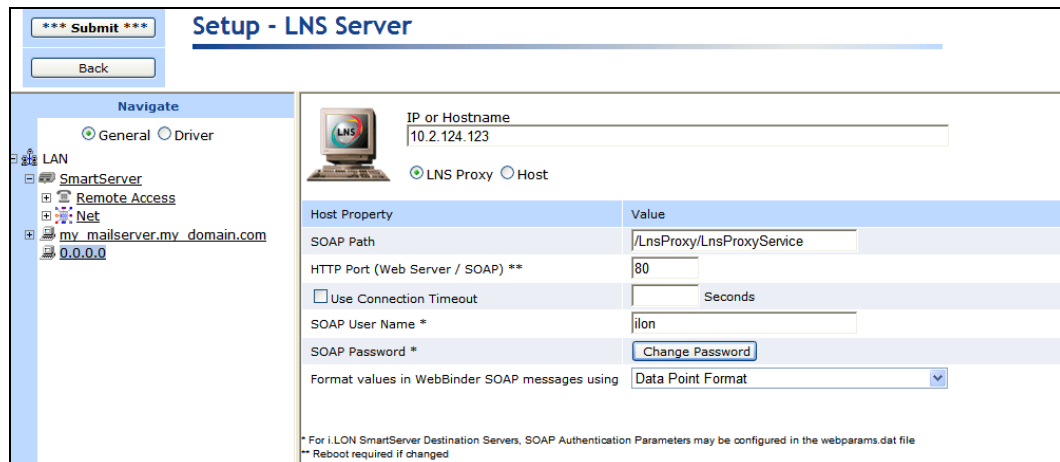 *** Submit ***
Setup - LNS Server
Back
Navigate
General Driver
LAN
SmartServer
Remote Access
Net
my_mailserver.my_domain.com
0.0.0.0
LNS
IP or Hostname
10.2.124.123
LNS Proxy Host
Host Property Value
SOAP Path /LnsProxy/LnsProxyService
HTTP Port (Web Server / SOAP) ** 80
Use Connection Timeout Seconds
SOAP User Name * ilon
SOAP Password * Change Password
Format values in WebBinder SOAP messages using Data Point Format
* For i.LON SmartServer Destination Servers, SOAP Authentication Parameters may be configured in the webparams.dat file
** Reboot required if changed